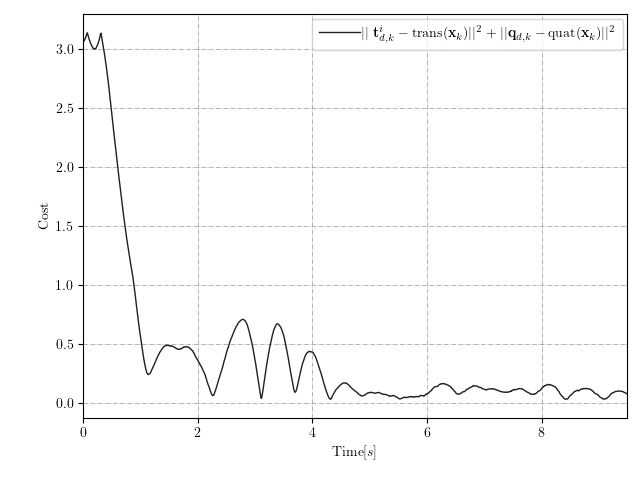 || t^i_{d,k} − trans(x_k)||^2 + ||q_{d,k} − quat(x_k)||^2
3.0
2.5
2.0
1.5
1.0
0.5
0.0
Cost
0 2 4 6 8
Time[s]